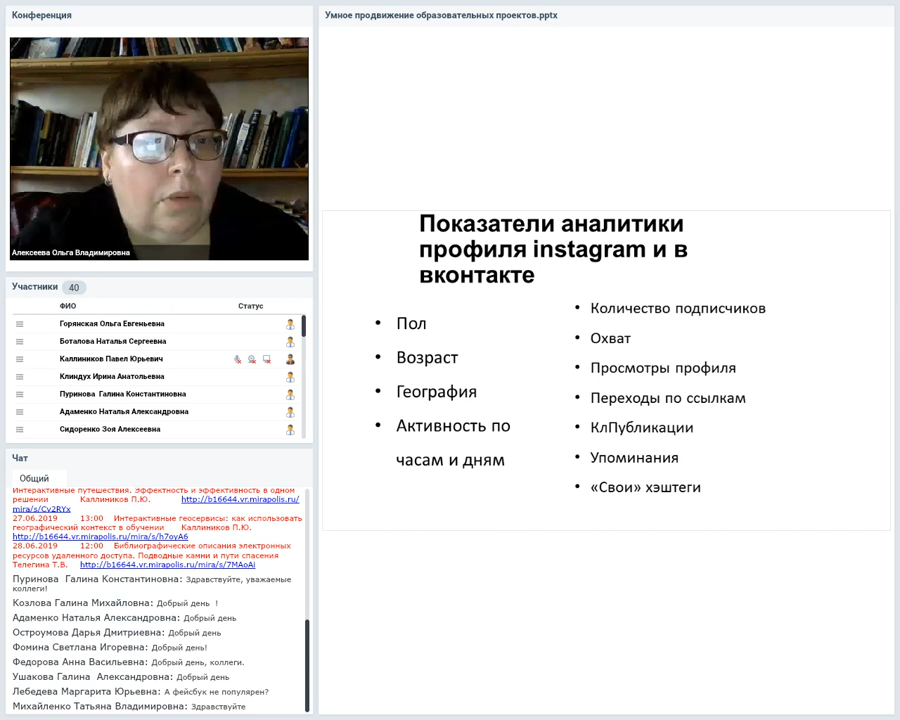 Конференция
Алексеева Ольга Владимировна
Участники 40
ФИО Статус
Горянская Ольга Евгеньевна
Боталова Наталья Сергеевна
Каллиников Павел Юрьевич
Клиндух Ирина Анатольевна
Пуринова Галина Константиновна
Адаменко Наталья Александровна
Сидоренко Зоя Алексеевна
Чат
Общий
Интерактивные путешествия. Эффектность и эффективность в одном
решении Каллиников П.Ю. http://b16644.vr.mirapolis.ru/
mira/s/Cy2RYx
27.06.2019 13:00 Интерактивные геосервисы: как использовать
географический контекст в обучении Каллиников П.Ю.
http://b16644.vr.mirapolis.ru/mira/s/h7oyA6
28.06.2019 12:00 Библиографические описания электронных
ресурсов удаленного доступа. Подводные камни и пути спасения
Телегина Т.В. http://b16644.vr.mirapolis.ru/mira/s/7MAoAi
Пуринова Галина Константиновна: Здравствуйте, уважаемые
коллеги!
Козлова Галина Михайловна: Добрый день !
Адаменко Наталья Александровна: Добрый день
Остроумова Дарья Дмитриевна: Добрый день
Фомина Светлана Игоревна: Добрый день!
Федорова Анна Васильевна: Добрый день, коллеги.
Ушакова Галина Александровна: Добрый день
Лебедева Маргарита Юрьевна: А фейсбук не популярен?
Михайленко Татьяна Владимировна: Здравствуйте
Умное продвижение образовательных проектов.pptx
Показатели аналитики
профиля instagram и в
вконтакте
• Пол
• Возраст
• География
• Активность по
часам и дням
• Количество подписчиков
• Охват
• Просмотры профиля
• Переходы по ссылкам
• КлПубликации
• Упоминания
• «Свои» хэштеги